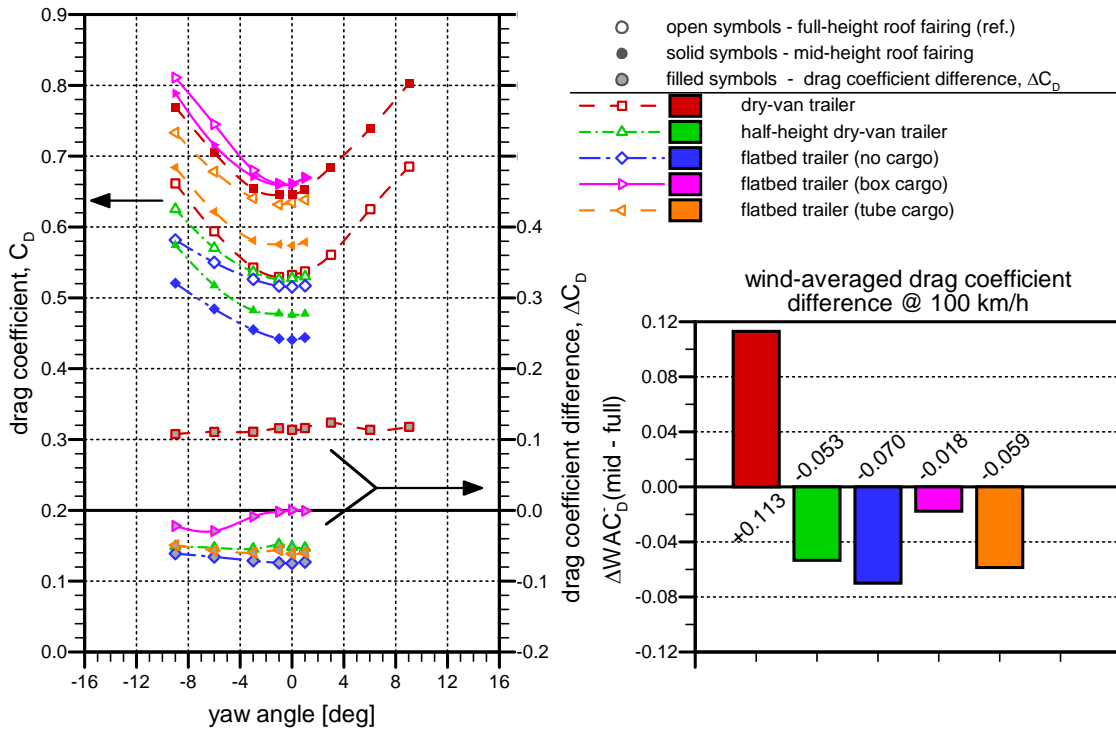 0.9
0.8
0.7
0.6
0.5
0.4
0.3
0.2
0.1
0.0
drag coefficient, C_D
-16
-12
-8
-4
0
4
8
12
16
yaw angle [deg]
0.4
0.3
0.2
0.1
0.0
-0.1
-0.2
drag coefficient difference, ΔC_D
open symbols - full-height roof fairing (ref.)
solid symbols - mid-height roof fairing
filled symbols - drag coefficient difference, ΔC_D
dry-van trailer
half-height dry-van trailer
flatbed trailer (no cargo)
flatbed trailer (box cargo)
flatbed trailer (tube cargo)
wind-averaged drag coefficient
difference @ 100 km/h
0.12
0.08
0.04
0.00
-0.04
-0.08
-0.12
ΔWAC_D (mid - full)
+0.113
-0.053
-0.070
-0.018
-0.059